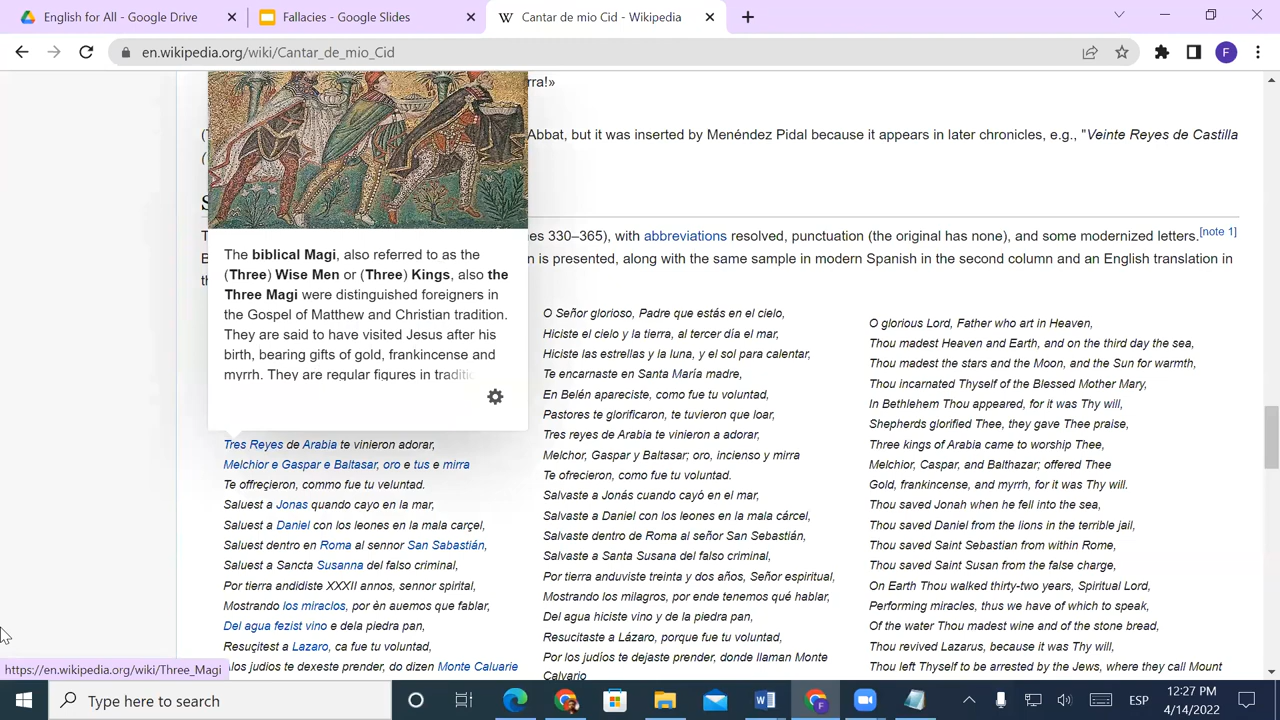 English for All - Google Drive
Fallacies - Google Slides
Cantar de mio Cid - Wikipedia
en.wikipedia.org/wiki/Cantar_de_mio_Cid
F
rra!»
Abbat, but it was inserted by Menéndez Pidal because it appears in later chronicles, e.g., "Veinte Reyes de Castilla
es 330–365), with abbreviations resolved, punctuation (the original has none), and some modernized letters.[note 1]
n is presented, along with the same sample in modern Spanish in the second column and an English translation in
The biblical Magi, also referred to as the
(Three) Wise Men or (Three) Kings, also the
Three Magi were distinguished foreigners in
the Gospel of Matthew and Christian tradition.
They are said to have visited Jesus after his
birth, bearing gifts of gold, frankincense and
myrrh. They are regular figures in traditic
Tres Reyes de Arabia te vinieron adorar,
Melchior e Gaspar e Baltasar, oro e tus e mirra
Te offreçieron, commo fue tu veluntad.
Saluest a Jonas quando cayo en la mar,
Saluest a Daniel con los leones en la mala carçel,
Saluest dentro en Roma al sennor San Sabastián,
Saluest a Sancta Susanna del falso criminal,
Por tierra andidiste XXXII annos, sennor spirital,
Mostrando los miraclos, por én auemos que fablar,
Del agua fezist vino e dela piedra pan,
Resuçitest a Lazaro, ca fue tu voluntad,
Alos judios te dexeste prender, do dizen Monte Caluarie
O Señor glorioso, Padre que estás en el cielo,
Hiciste el cielo y la tierra, al tercer día el mar,
Hiciste las estrellas y la luna, y el sol para calentar,
Te encarnaste en Santa María madre,
En Belén apareciste, como fue tu voluntad,
Pastores te glorificaron, te tuvieron que loar,
Tres reyes de Arabia te vinieron a adorar,
Melchor, Gaspar y Baltasar; oro, incienso y mirra
Te ofrecieron, como fue tu voluntad.
Salvaste a Jonás cuando cayó en el mar,
Salvaste a Daniel con los leones en la mala cárcel,
Salvaste dentro de Roma al señor San Sebastián,
Salvaste a Santa Susana del falso criminal,
Por tierra anduviste treinta y dos años, Señor espiritual,
Mostrando los milagros, por ende tenemos qué hablar,
Del agua hiciste vino y de la piedra pan,
Resucitaste a Lázaro, porque fue tu voluntad,
Por los judíos te dejaste prender, donde llaman Monte
Calvario
O glorious Lord, Father who art in Heaven,
Thou madest Heaven and Earth, and on the third day the sea,
Thou madest the stars and the Moon, and the Sun for warmth,
Thou incarnated Thyself of the Blessed Mother Mary,
In Bethlehem Thou appeared, for it was Thy will,
Shepherds glorified Thee, they gave Thee praise,
Three kings of Arabia came to worship Thee,
Melchior, Caspar, and Balthazar; offered Thee
Gold, frankincense, and myrrh, for it was Thy will.
Thou saved Jonah when he fell into the sea,
Thou saved Daniel from the lions in the terrible jail,
Thou saved Saint Sebastian from within Rome,
Thou saved Saint Susan from the false charge,
On Earth Thou walked thirty-two years, Spiritual Lord,
Performing miracles, thus we have of which to speak,
Of the water Thou madest wine and of the stone bread,
Thou revived Lazarus, because it was Thy will,
Thou left Thyself to be arrested by the Jews, where they call Mount
https://en.wikipedia.org/wiki/Three_Magi
Type here to search
ESP
12:27 PM
4/14/2022